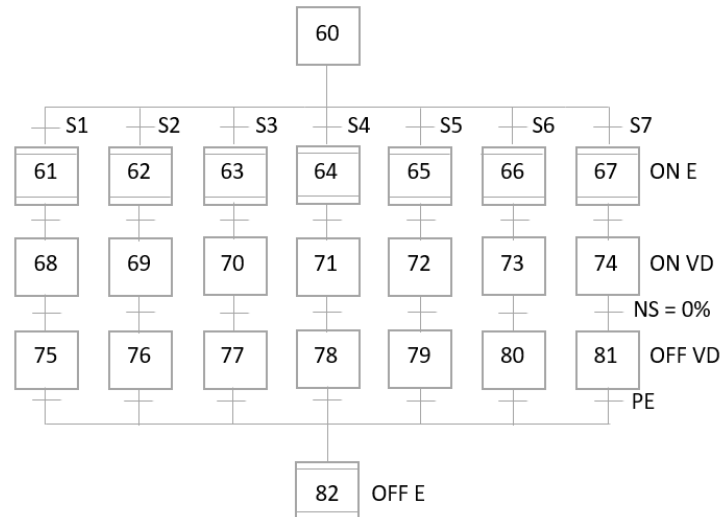 60
S1 S2 S3 S4 S5 S6 S7
61 62 63 64 65 66 67 ON E
68 69 70 71 72 73 74 ON VD
NS = 0%
75 76 77 78 79 80 81 OFF VD
PE
82 OFF E